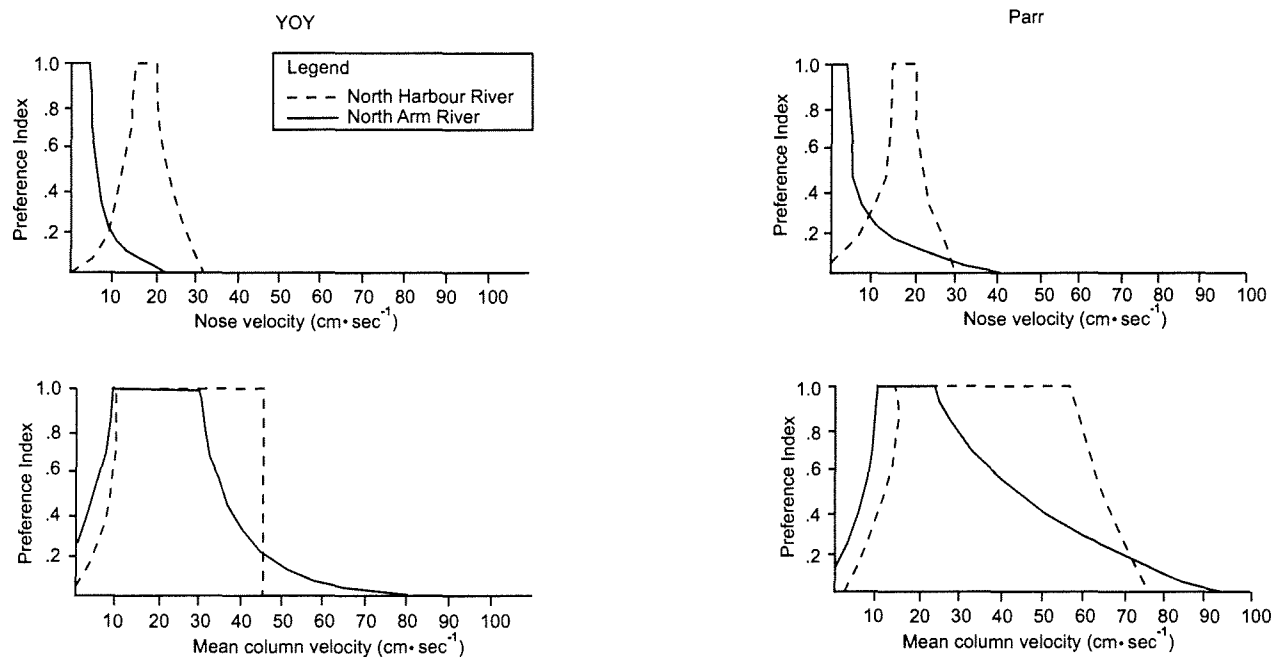 YOY
Legend
North Harbour River
North Arm River
Preference Index
1.0
.8
.6
.4
.2
10 20 30 40 50 60 70 80 90 100
Nose velocity (cm•sec⁻¹)
Parr
Preference Index
1.0
.8
.6
.4
.2
10 20 30 40 50 60 70 80 90 100
Nose velocity (cm•sec⁻¹)
Preference Index
1.0
.8
.6
.4
.2
10 20 30 40 50 60 70 80 90 100
Mean column velocity (cm•sec⁻¹)
Preference Index
1.0
.8
.6
.4
.2
10 20 30 40 50 60 70 80 90 100
Mean column velocity (cm•sec⁻¹)